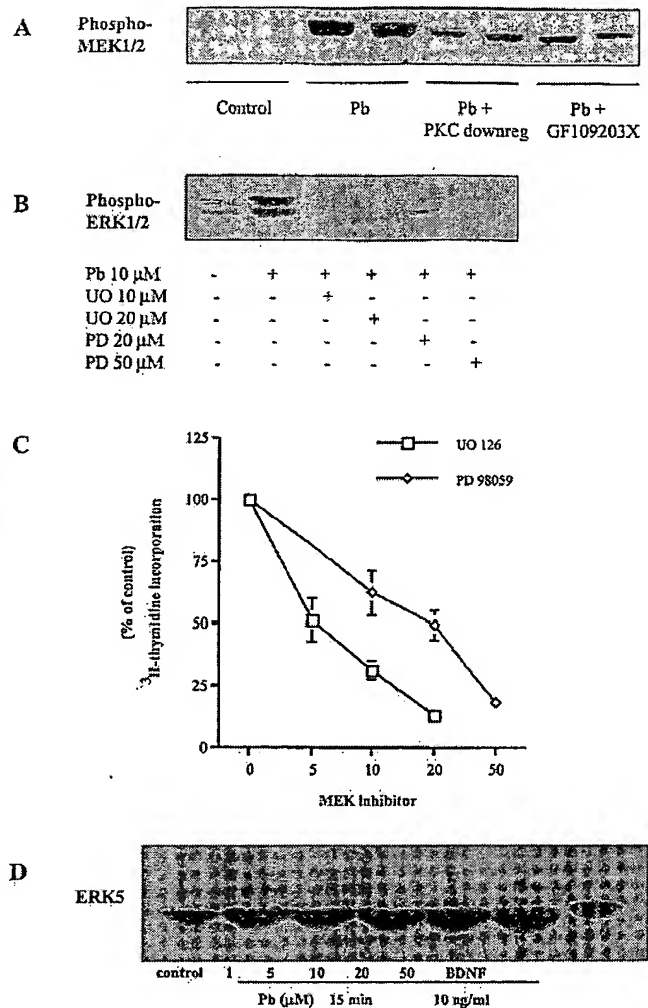 A
Phospho-
MEK1/2
Control
Pb
Pb +
PKC downreg
Pb +
GF109203X
B
Phospho-
ERK1/2
Pb 10 µM - + + + + +
UO 10 µM - - + - - -
UO 20 µM - - - + - -
PD 20 µM - - - - + -
PD 50 µM - - - - - +
C
125
100
75
50
25
0
³H-thymidine incorporation
(% of control)
UO 126
PD 98059
0 5 10 20 50
MEK inhibitor
D
ERK5
control 1 5 10 20 50 BDNF
Pb (µM) 15 min 10 ng/ml